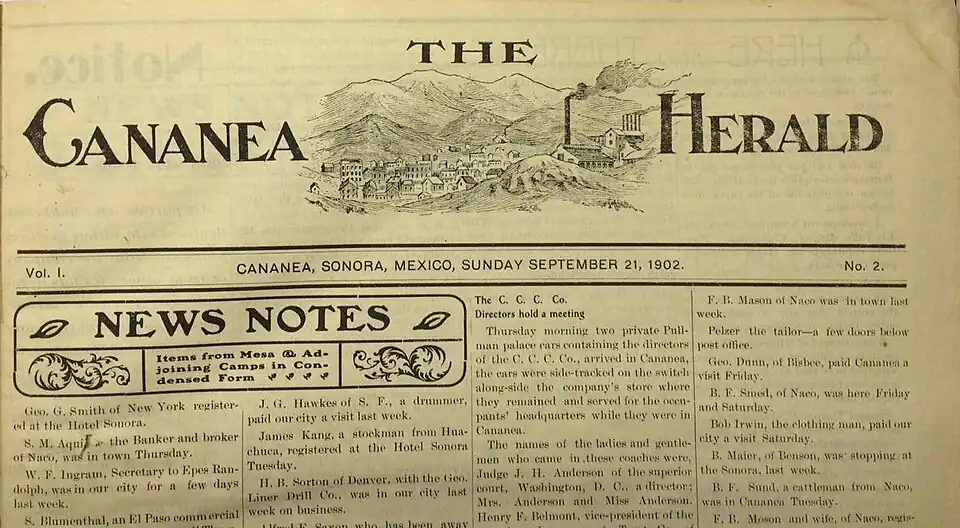 THE
CANANEA HERALD
Vol. I.
CANANEA, SONORA, MEXICO, SUNDAY SEPTEMBER 21, 1902.
No. 2.
NEWS NOTES
Items from Mesa & Ad-
joining Camps in Con-
densed Form
Geo. G. Smith of New York register-
ed at the Hotel Sonora.
S. M. the Banker and broker
of Naco, was in town Thursday.
W. F. Ingram, Secretary to Epes Ran-
dolph, was in our city for a few days
last week.
S. Blumenthal, an El Paso commercial
J. G. Hawkes of S. F., a drummer,
paid our city a visit last week.
James Kang, a stockman from Hua-
chuca, registered at the Hotel Sonora
Tuesday.
H. B. Sorton of Denver, with the Geo.
Liner Drill Co., was in our city last
week on business.
Alfred F. Saxon who has been away
The C. C. C. Co.
Directors hold a meeting
Thursday morning two private Pull-
man palace cars containing the directors
of the C. C. C. Co., arrived in Cananea,
the cars were side-tracked on the switch
along-side the company's store where
they remained and served for the occu-
pants' headquarters while they were in
Cananea.
The names of the ladies and gentle-
men who came in these coaches were,
Judge J. H. Anderson of the superior
court, Washington, D. C., a director;
Mrs. Anderson and Miss Anderson.
Henry F. Belmont, vice-president of the
F. B. Mason of Naco was in town last
week.
Pelzer the tailor—a few doors below
post office.
Geo. Dunn, of Bisbee, paid Cananea a
visit Friday.
B. F. Smed, of Naco, was here Friday
and Saturday.
Bob Irwin, the clothing man, paid our
city a visit Saturday.
B. Maier, of Benson, was stopping at
the Sonora, last week.
B. F. Sund, a cattleman from Naco,
was in Cananea Tuesday.
F. B. Moson and wife, of Naco, regis-